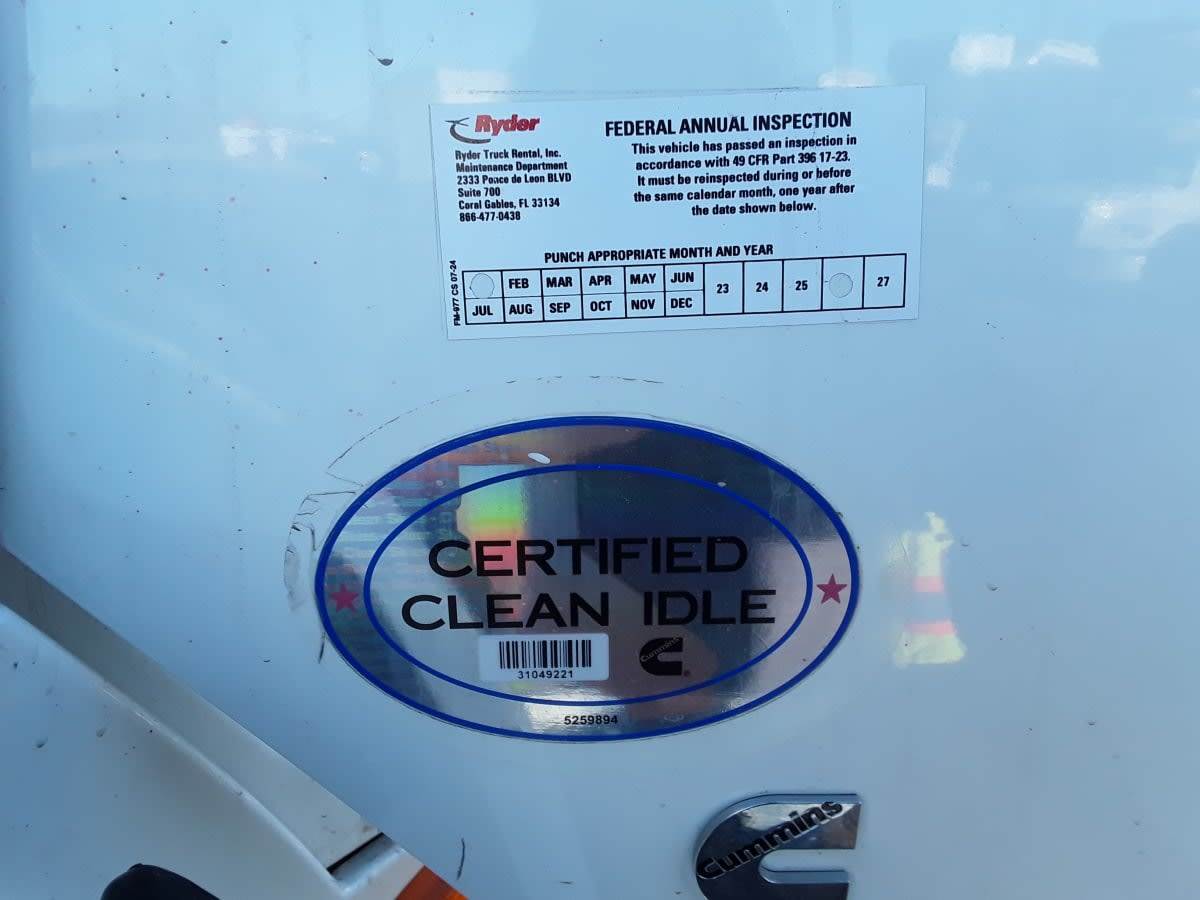 Ryder
Ryder Truck Rental, Inc.
Maintenance Department
2333 Ponce de Leon BLVD
Suite 700
Coral Gables, FL 33134
866-477-0438
FEDERAL ANNUAL INSPECTION
This vehicle has passed an inspection in
accordance with 49 CFR Part 396 17-23.
It must be reinspected during or before
the same calendar month, one year after
the date shown below.
PUNCH APPROPRIATE MONTH AND YEAR
FEB MAR APR MAY JUN
23 24 25 27
JUL AUG SEP OCT NOV DEC
FM-977 CS 07-24
CERTIFIED
CLEAN IDLE
31049221
Cummins
5259894
Cummins